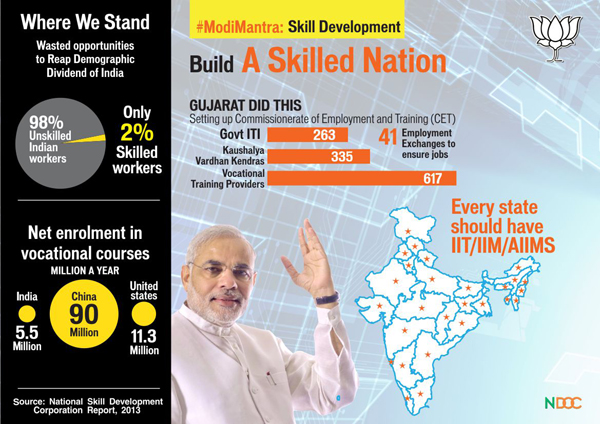 Where We Stand
Wasted opportunities
to Reap Demographic
Dividend of India
98%
Unskilled
Indian
workers
Only
2%
Skilled
workers
Net enrolment in
vocational courses
MILLION A YEAR
India
5.5
Million
China
90
Million
United
states
11.3
Million
Source: National Skill Development
Corporation Report, 2013
#ModiMantra: Skill Development
Build A Skilled Nation
GUJARAT DID THIS
Setting up Commissionerate of Employment and Training (CET)
Govt ITI 263
Kaushalya
Vardhan Kendras 335
Vocational
Training Providers 617
41 Employment
Exchanges to
ensure jobs
Every state
should have
IIT/IIM/AIIMS
NDOC